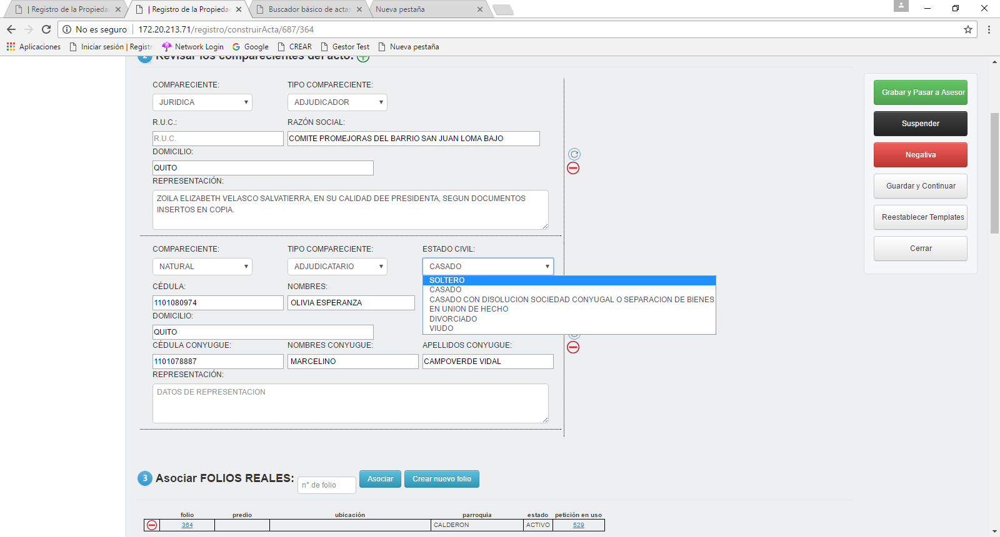 | Registro de la Propieda
| Registro de la Propieda
Buscador básico de actas
Nueva pestaña
No es seguro | 172.20.213.71/registro/construirActa/687/364
Aplicaciones
Iniciar sesión | Registr
Network Login
Google
CREAR
Gestor Test
Nueva pestaña
2 Revisar los comparecientes del acto:
COMPARECIENTE: TIPO COMPARECIENTE:
JURIDICA ADJUDICADOR
R.U.C.: RAZÓN SOCIAL:
R.U.C. COMITE PROMEJORAS DEL BARRIO SAN JUAN LOMA BAJO
DOMICILIO:
QUITO
REPRESENTACIÓN:
ZOILA ELIZABETH VELASCO SALVATIERRA, EN SU CALIDAD DEE PRESIDENTA, SEGUN DOCUMENTOS
INSERTOS EN COPIA.
COMPARECIENTE: TIPO COMPARECIENTE: ESTADO CIVIL:
NATURAL ADJUDICATARIO CASADO
SOLTERO
CASADO
CASADO CON DISOLUCION SOCIEDAD CONYUGAL O SEPARACION DE BIENES
EN UNION DE HECHO
DIVORCIADO
VIUDO
CÉDULA: NOMBRES:
1101080974 OLIVIA ESPERANZA
DOMICILIO:
QUITO
CÉDULA CONYUGUE: NOMBRES CONYUGUE: APELLIDOS CONYUGUE:
1101078887 MARCELINO CAMPOVERDE VIDAL
REPRESENTACIÓN:
DATOS DE REPRESENTACION
3 Asociar FOLIOS REALES: n° de folio Asociar Crear nuevo folio
folio predio ubicación parroquia estado petición en uso
364 CALDERON ACTIVO 529
Grabar y Pasar a Asesor
Suspender
Negativa
Guardar y Continuar
Reestablecer Templates
Cerrar